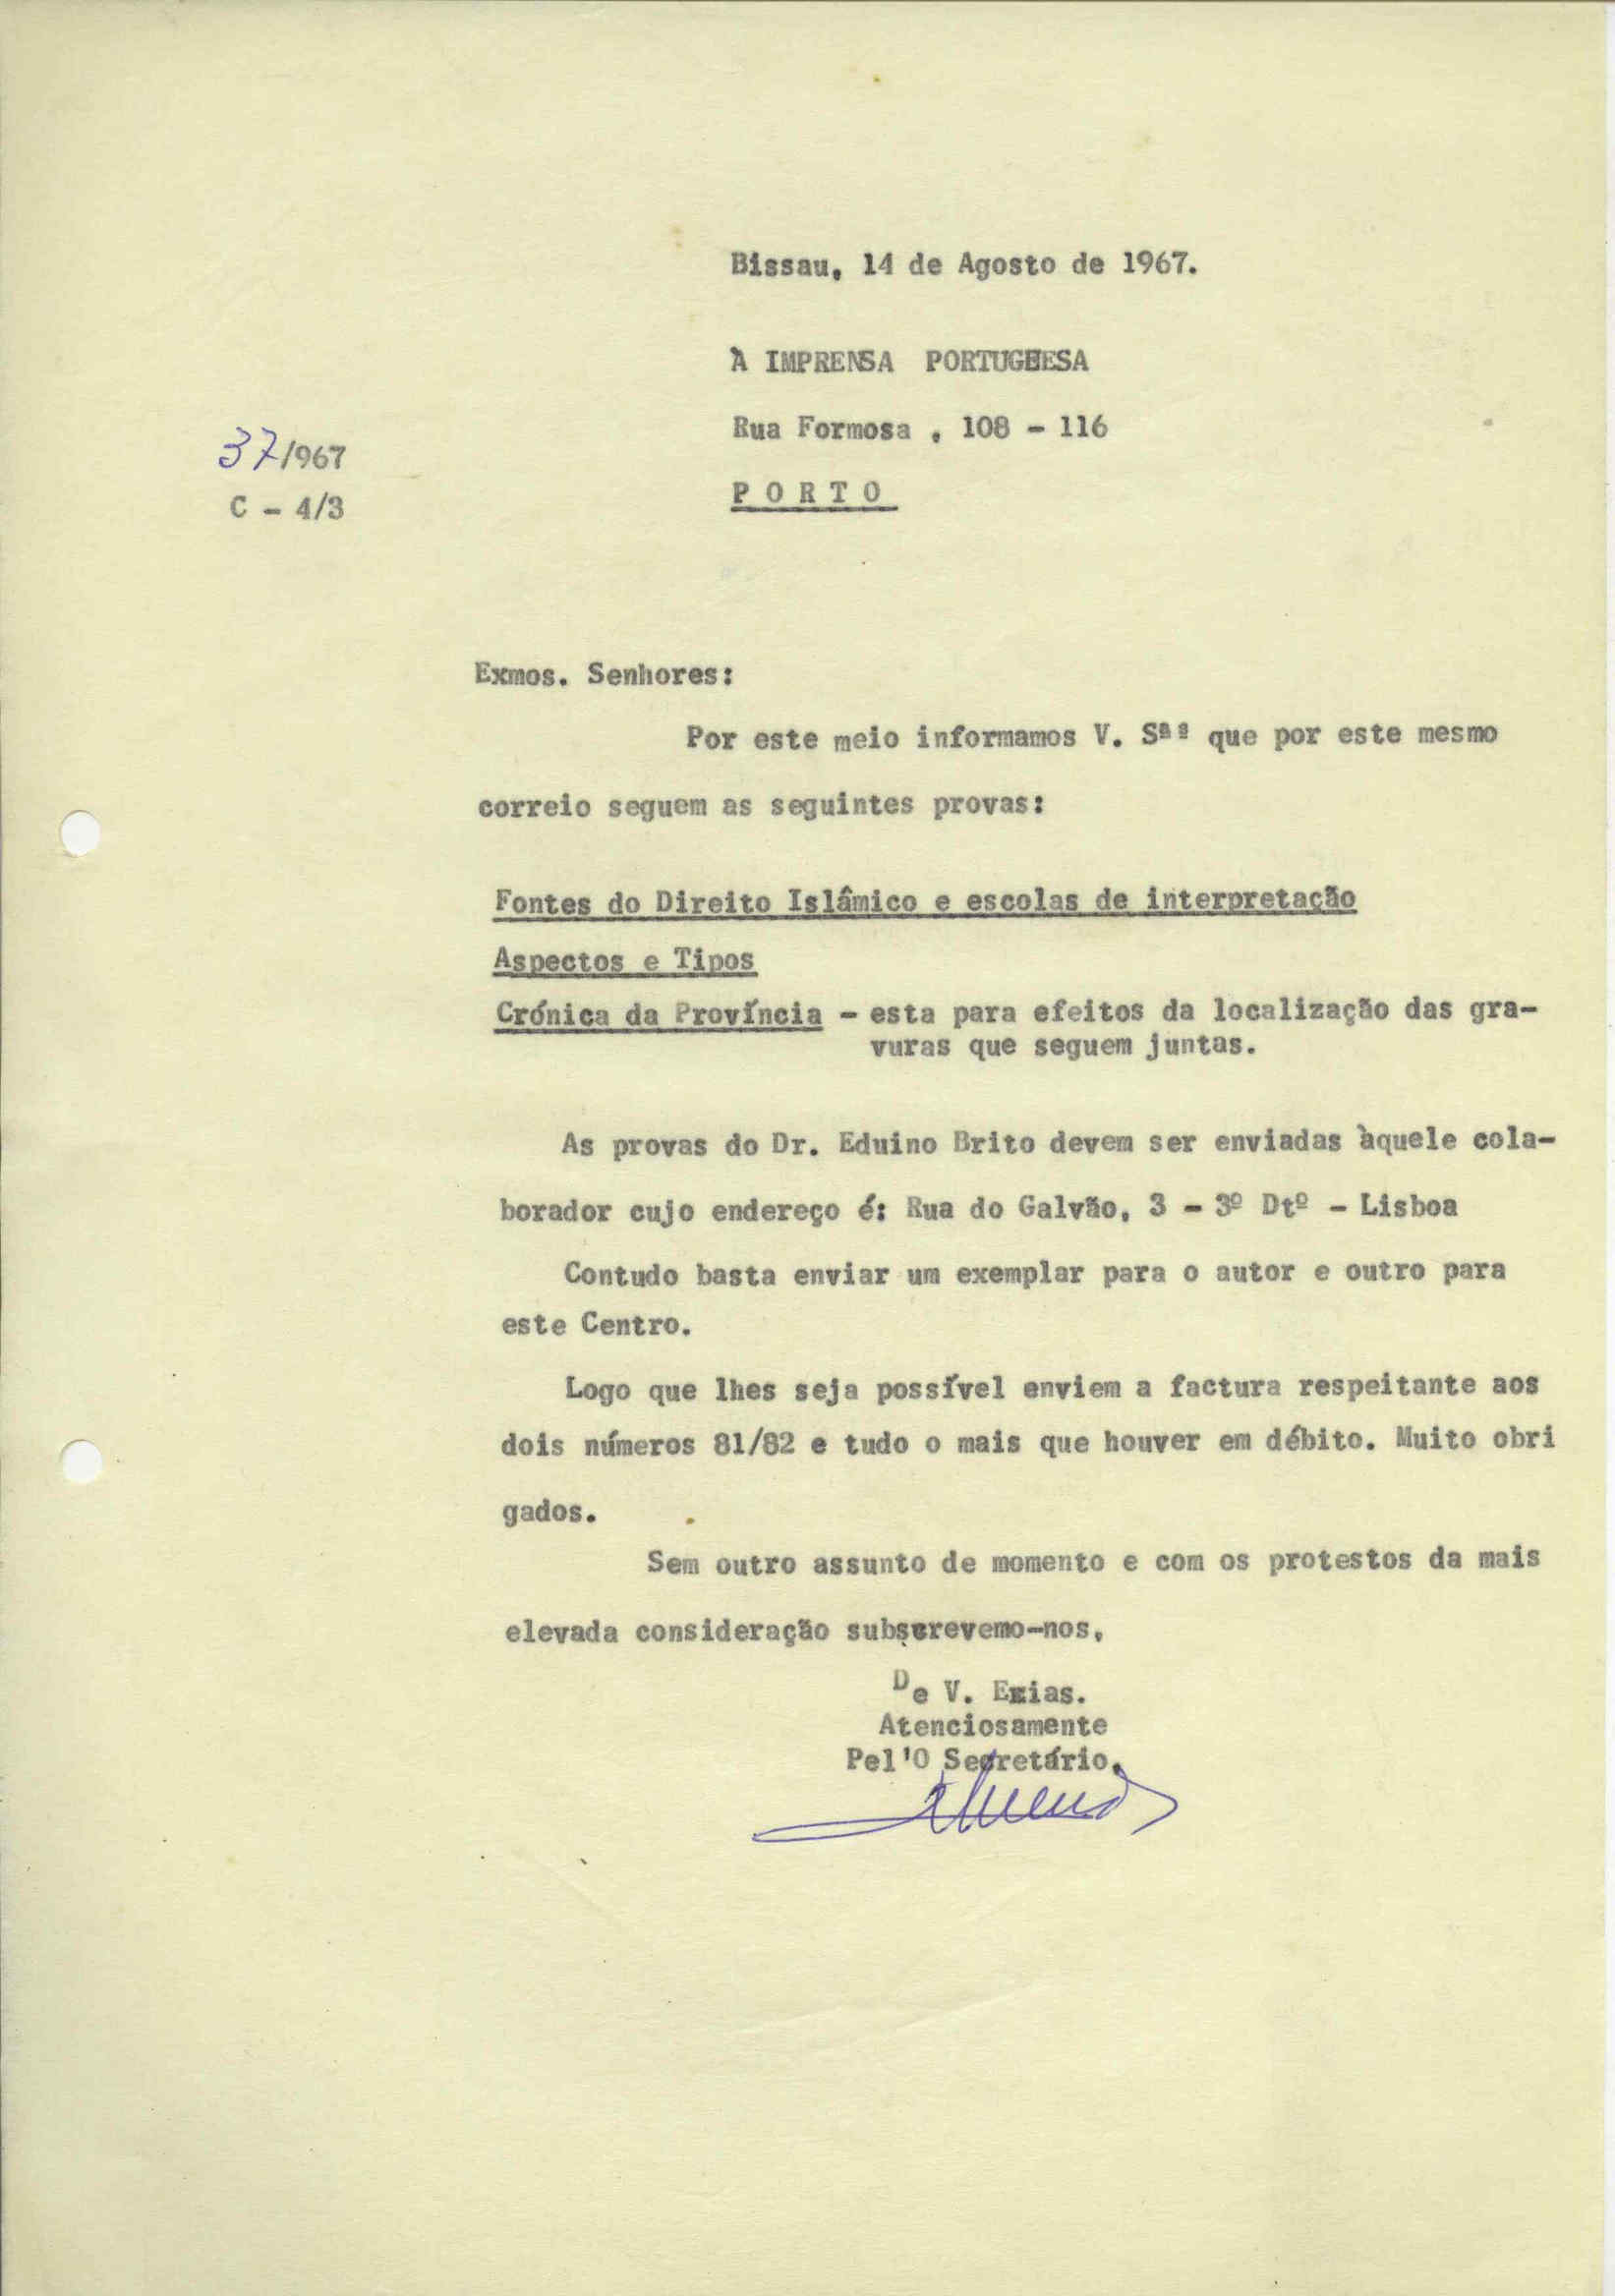 Bissau, 14 de Agosto de 1967.
À IMPRENSA PORTUGUESA
Rua Formosa , 108 - 116
37/967
PORTO
C - 4/3
Exmos. Senhores:
Por este meio informamos V. Sªˢ que por este mesmo
correio seguem as seguintes provas:
Fontes do Direito Islâmico e escolas de interpretação
Aspectos e Tipos
Crónica da Província - esta para efeitos da localização das gra-
vuras que seguem juntas.
As provas do Dr. Eduino Brito devem ser enviadas àquele cola-
borador cujo endereço é: Rua do Galvão, 3 - 3º Dtº - Lisboa
Contudo basta enviar um exemplar para o autor e outro para
este Centro.
Logo que lhes seja possível enviem a factura respeitante aos
dois números 81/82 e tudo o mais que houver em débito. Muito obri
gados.
Sem outro assunto de momento e com os protestos da mais
elevada consideração subscrevemo-nos,
De V. Exias.
Atenciosamente
Pel'O Secretário,